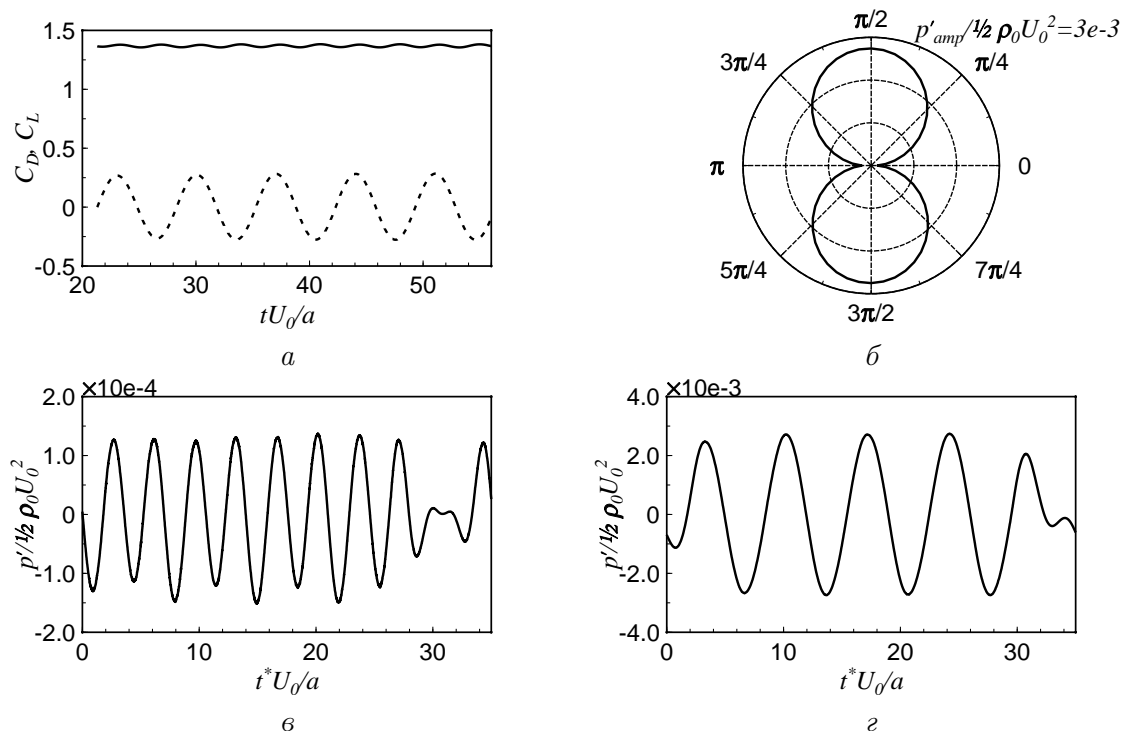 1.5
1
0.5
0
-0.5
C_D, C_L
20 30 40 50
tU_0/a
а
π/2
p'_amp/½ ρ_0U_0^2=3e-3
3π/4
π/4
π
0
5π/4
7π/4
3π/2
б
×10e-4
2.0
1.0
0
-1.0
-2.0
p'/½ ρ_0U_0^2
0 10 20 30
t^*U_0/a
в
×10e-3
4.0
2.0
0
-2.0
-4.0
p'/½ ρ_0U_0^2
0 10 20 30
t^*U_0/a
г